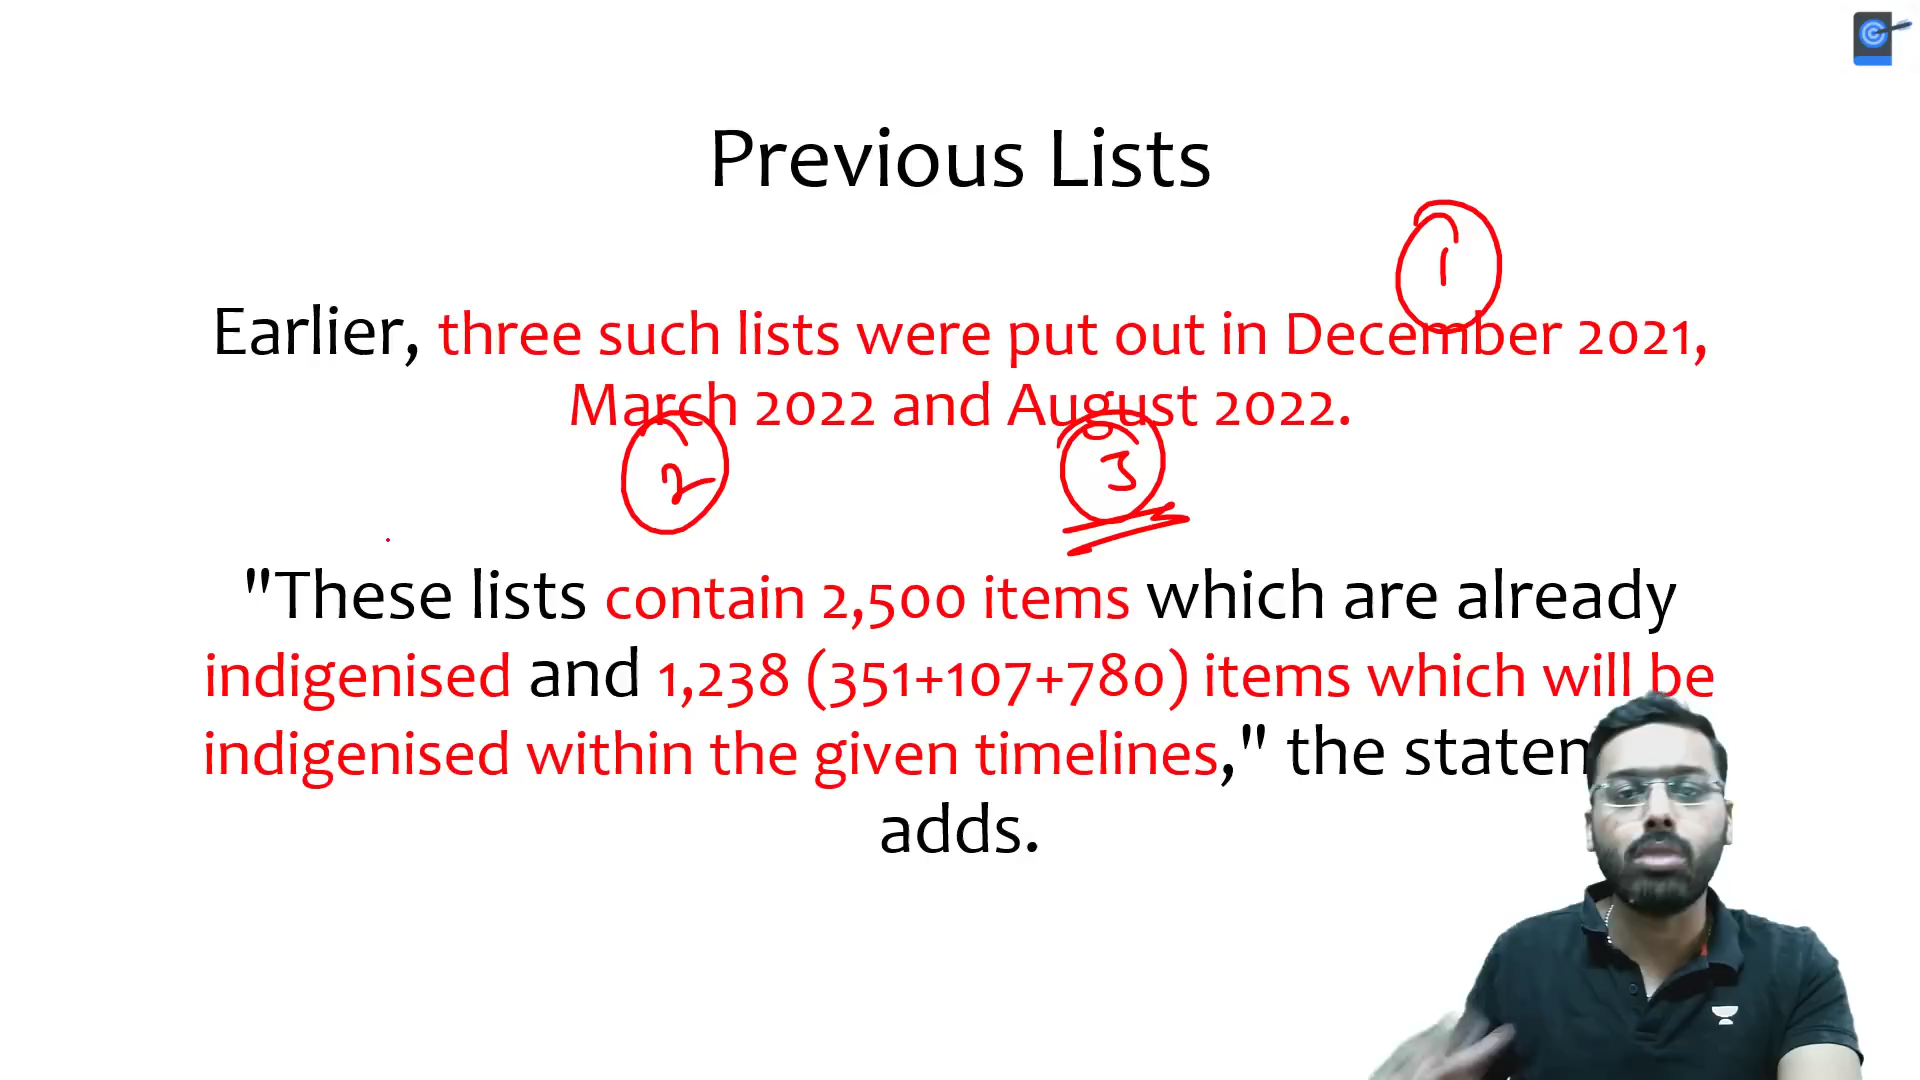 Previous Lists
1
Earlier, three such lists were put out in December 2021,
March 2022 and August 2022.
2 3
"These lists contain 2,500 items which are already
indigenised and 1,238 (351+107+780) items which will be
indigenised within the given timelines," the statem
adds.